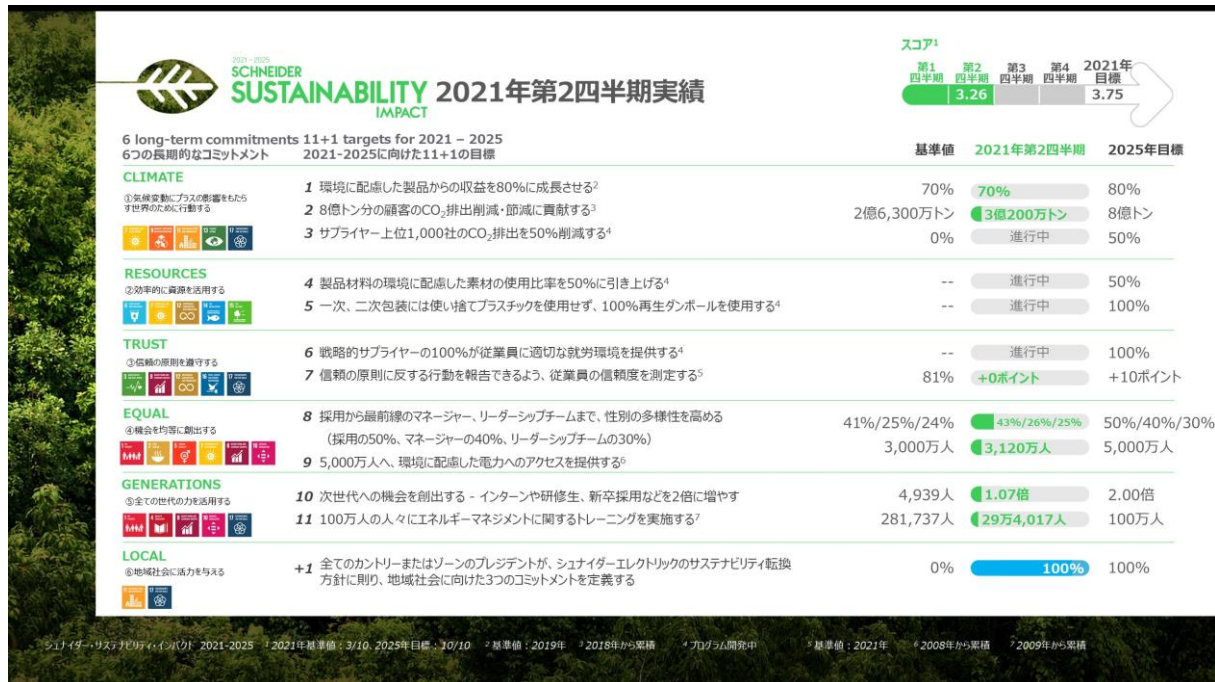 2021 - 2025
SCHNEIDER
SUSTAINABILITY
IMPACT
2021年第2四半期実績
スコア1
第1四半期 第2四半期 第3四半期 第4四半期 2021年目標
3.26 3.75
6 long-term commitments 11+1 targets for 2021 – 2025
6つの長期的なコミットメント 2021-2025に向けた11+1の目標
基準値 2021年第2四半期 2025年目標
CLIMATE
①気候変動にプラスの影響をもたら
す世界のために行動する
1 環境に配慮した製品からの収益を80%に成長させる2 70% 70% 80%
2 8億トン分の顧客のCO2排出削減・節減に貢献する3 2億6,300万トン 3億200万トン 8億トン
3 サプライヤー上位1,000社のCO2排出を50%削減する4 0% 進行中 50%
RESOURCES
②効率的に資源を活用する
4 製品材料の環境に配慮した素材の使用比率を50%に引き上げる4 -- 進行中 50%
5 一次、二次包装には使い捨てプラスチックを使用せず、100%再生ダンボールを使用する4 -- 進行中 100%
TRUST
③信頼の原則を遵守する
6 戦略的サプライヤーの100%が従業員に適切な就労環境を提供する4 -- 進行中 100%
7 信頼の原則に反する行動を報告できるよう、従業員の信頼度を測定する5 81% +0ポイント +10ポイント
EQUAL
④機会を均等に創出する
8 採用から最前線のマネージャー、リーダーシップチームまで、性別の多様性を高める 41%/25%/24% 43%/26%/25% 50%/40%/30%
（採用の50%、マネージャーの40%、リーダーシップチームの30%）
9 5,000万人へ、環境に配慮した電力へのアクセスを提供する6 3,000万人 3,120万人 5,000万人
GENERATIONS
⑤全ての世代の力を活用する
10 次世代への機会を創出する - インターンや研修生、新卒採用などを2倍に増やす 4,939人 1.07倍 2.00倍
11 100万人の人々にエネルギーマネジメントに関するトレーニングを実施する7 281,737人 29万4,017人 100万人
LOCAL
⑥地域社会に活力を与える
+1 全てのカントリーまたはゾーンのプレジデントが、シュナイダーエレクトリックのサステナビリティ転換
方針に則り、地域社会に向けた3つのコミットメントを定義する 0% 100% 100%
シュナイダー・サステナビリティ・インパクト 2021-2025 1 2021年基準値：3/10、2025年目標：10/10 2 基準値：2019年 3 2018年から累積 4 プログラム開発中 5 基準値：2021年 6 2008年から累積 7 2009年から累積